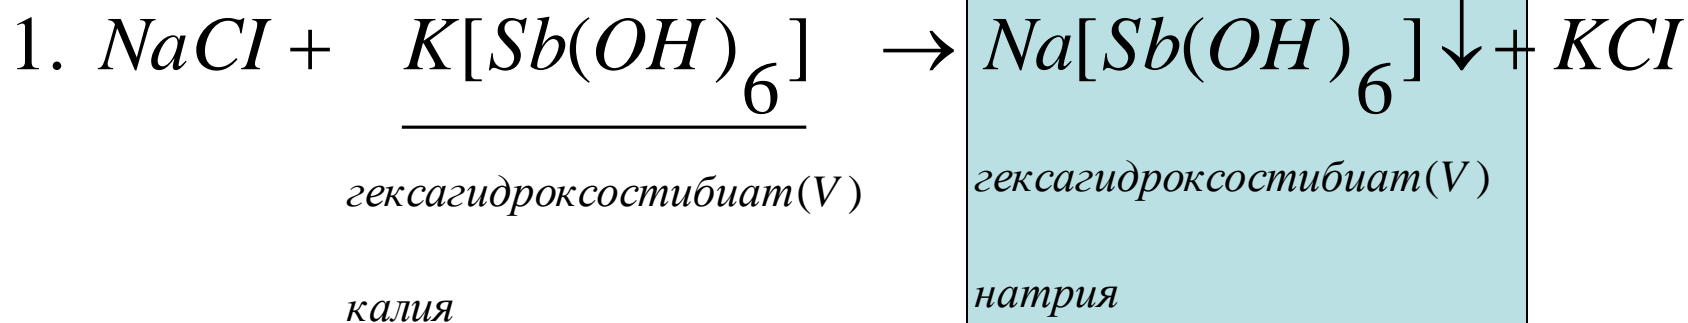 1. NaCI + K[Sb(OH)₆] → Na[Sb(OH)₆] ↓ + KCI
гексагидроксостибиат(V) гексагидроксостибиат(V)
калия натрия